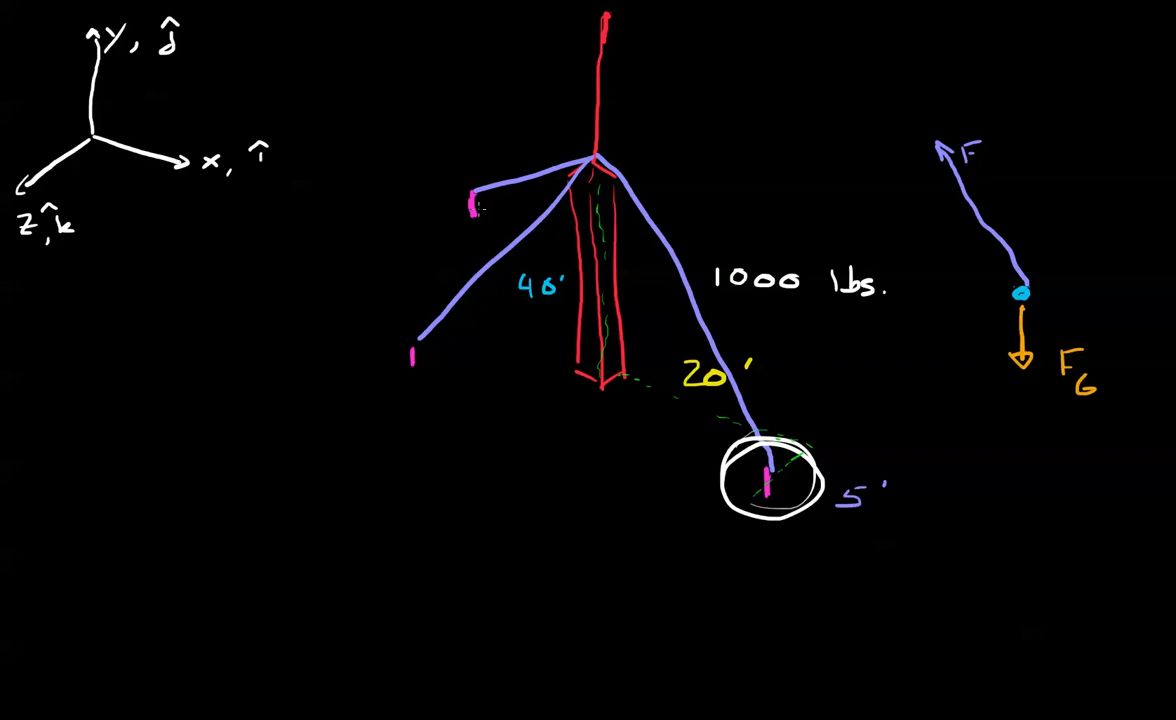 y, ĵ
x, î
z, k̂
40'
1000 lbs.
20'
5'
F
F_G